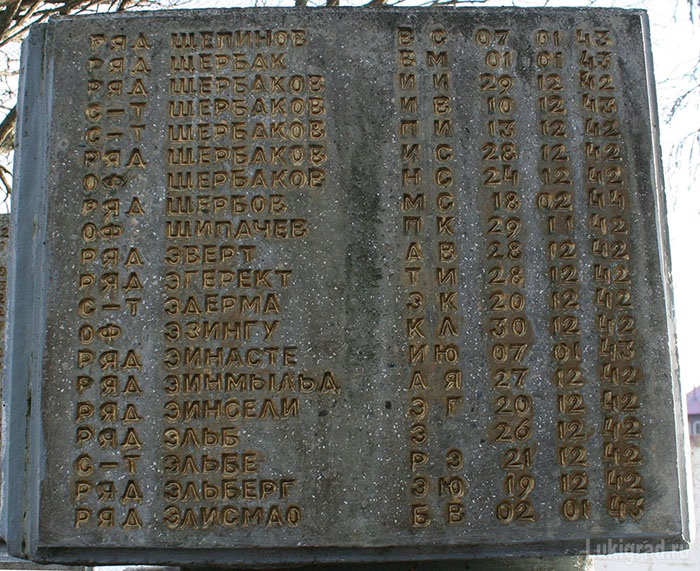 РЯД ЩЕПИНОВ В С 07 01 43
РЯД ЩЕРБАК В М 01 01 43
РЯД ЩЕРБАКОВ И И 29 12 42
С-Т ЩЕРБАКОВ И В 10 12 43
С-Т ЩЕРБАКОВ П И 13 12 42
РЯД ЩЕРБАКОВ И С 28 12 42
ОФ ЩЕРБАКОВ Н С 24 12 42
РЯД ЩЕРБОВ М С 18 02 44
ОФ ЩИПАЧЕВ П К 29 11 42
РЯД ЭВЕРТ А В 28 12 42
РЯД ЭГЕРЕКТ Т И 28 12 42
С-Т ЭДЕРМА Э К 20 12 42
ОФ ЭЗИНГУ К Л 30 12 42
РЯД ЭИНАСТЕ И Ю 07 01 43
РЯД ЭИНМЫЛЬД А Я 27 12 42
РЯД ЭИНСЕЛИ Э Г 20 12 42
РЯД ЭЛЬБ Э 26 12 42
С-Т ЭЛЬБЕ Р Э 21 12 42
РЯД ЭЛЬБЕРГ Э Ю 19 12 42
РЯД ЭЛИСМАО Б В 02 01 43
Lukigrad.ru